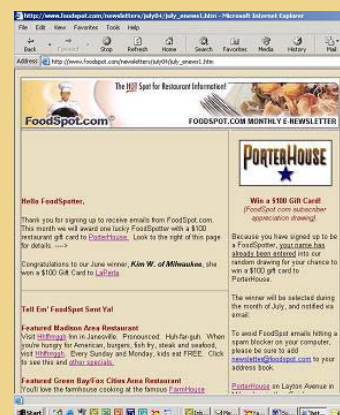 http://www.foodspot.com/newsletters/july04/july_enews1.htm - Microsoft Internet Explorer
File Edit View Favorites Tools Help
Back Forward Stop Refresh Home Search Favorites Media History Mail
Address http://www.foodspot.com/newsletters/july04/july_enews1.htm
The HOT Spot for Restaurant Information!
FoodSpot.com
FOODSPOT.COM MONTHLY E-NEWSLETTER
Hello FoodSpotter,
Thank you for signing up to receive emails from FoodSpot.com.
This month we will award one lucky FoodSpotter with a $100
restaurant gift card to PorterHouse. Look to the right of this page
for details. ---->
Congratulations to our June winner, Kim W. of Milwaukee, she
won a $100 Gift Card to LaPerla.
Tell Em' FoodSpot Sent Ya!
Featured Madison Area Restaurant
Visit Hhffrrrggh Inn in Janesville. Pronounced: Huh-fur-guh. When
you're hungry for American, burgers, fish fry, steak and seafood,
visit Hhffrrrggh. Every Sunday and Monday, kids eat FREE. Click
to see this and other specials.
Featured Green Bay/Fox Cities Area Restaurant
You'll love the farmhouse cooking at the famous FarmHouse
PORTERHOUSE
Win a $100 Gift Card!
(FoodSpot.com subscriber
appreciation drawing)
Because you have signed up to be
a FoodSpotter, your name has
already been entered into our
random drawing for your chance to
win a $100 gift card to
PorterHouse.
The winner will be selected during
the month of July, and notified via
email.
To avoid FoodSpot emails hitting a
spam blocker on your computer,
please be sure to add
newsletter@foodspot.com to your
address book.
PorterHouse on Layton Avenue in
Start